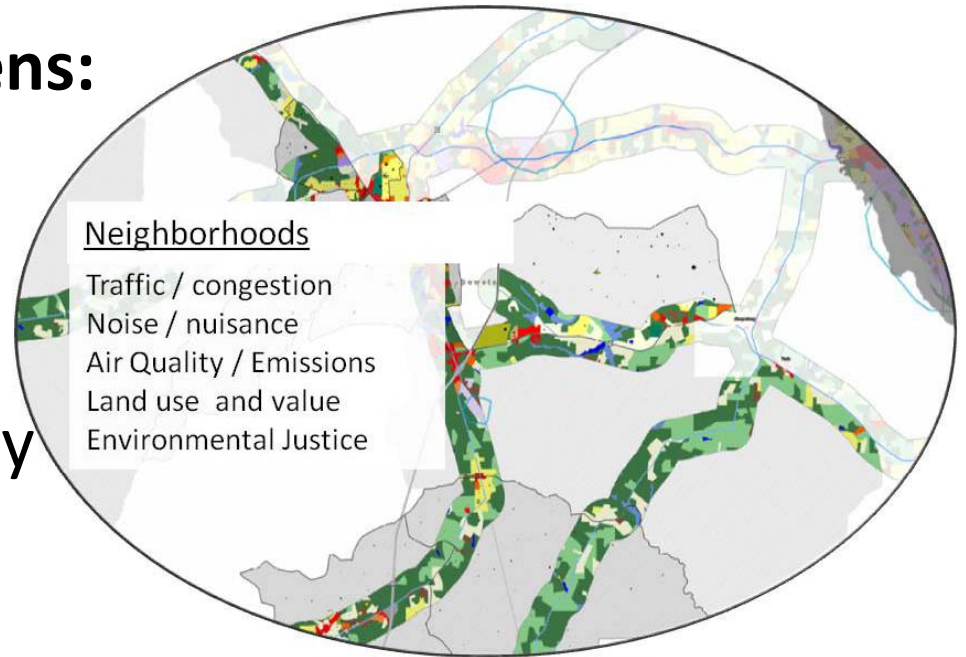 ens:
Neighborhoods
Traffic / congestion
Noise / nuisance
Air Quality / Emissions
Land use and value
Environmental Justice
y